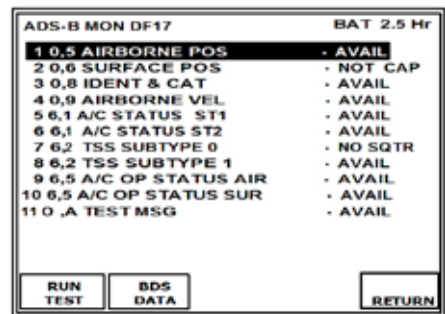 ADS-B MON DF17 BAT 2.5 Hr
1 0,5 AIRBORNE POS - AVAIL
2 0,6 SURFACE POS - NOT CAP
3 0,8 IDENT & CAT - AVAIL
4 0,9 AIRBORNE VEL - AVAIL
5 6,1 A/C STATUS ST1 - AVAIL
6 6,1 A/C STATUS ST2 - AVAIL
7 6,2 TSS SUBTYPE 0 - NO SQTR
8 6,2 TSS SUBTYPE 1 - AVAIL
9 6,5 A/C OP STATUS AIR - AVAIL
10 6,5 A/C OP STATUS SUR - AVAIL
11 0 ,A TEST MSG - AVAIL
RUN TEST
BDS DATA
RETURN